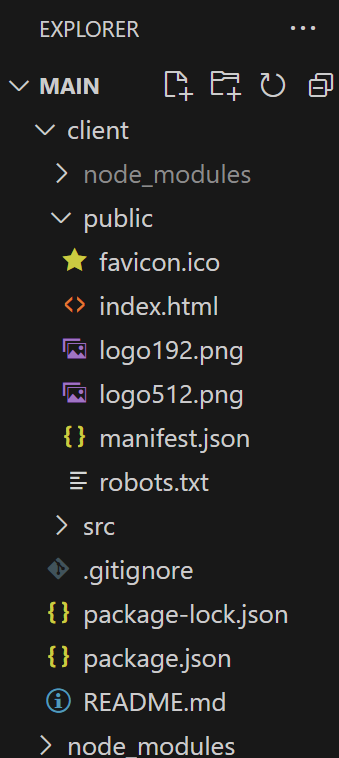 EXPLORER
MAIN
client
node_modules
public
favicon.ico
index.html
logo192.png
logo512.png
manifest.json
robots.txt
src
.gitignore
package-lock.json
package.json
README.md
node_modules